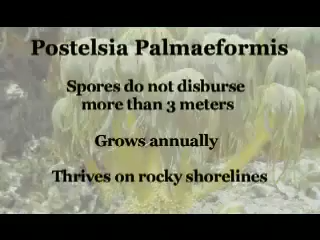 Postelsia Palmaeformis
Spores do not disburse
more than 3 meters
Grows annually
Thrives on rocky shorelines